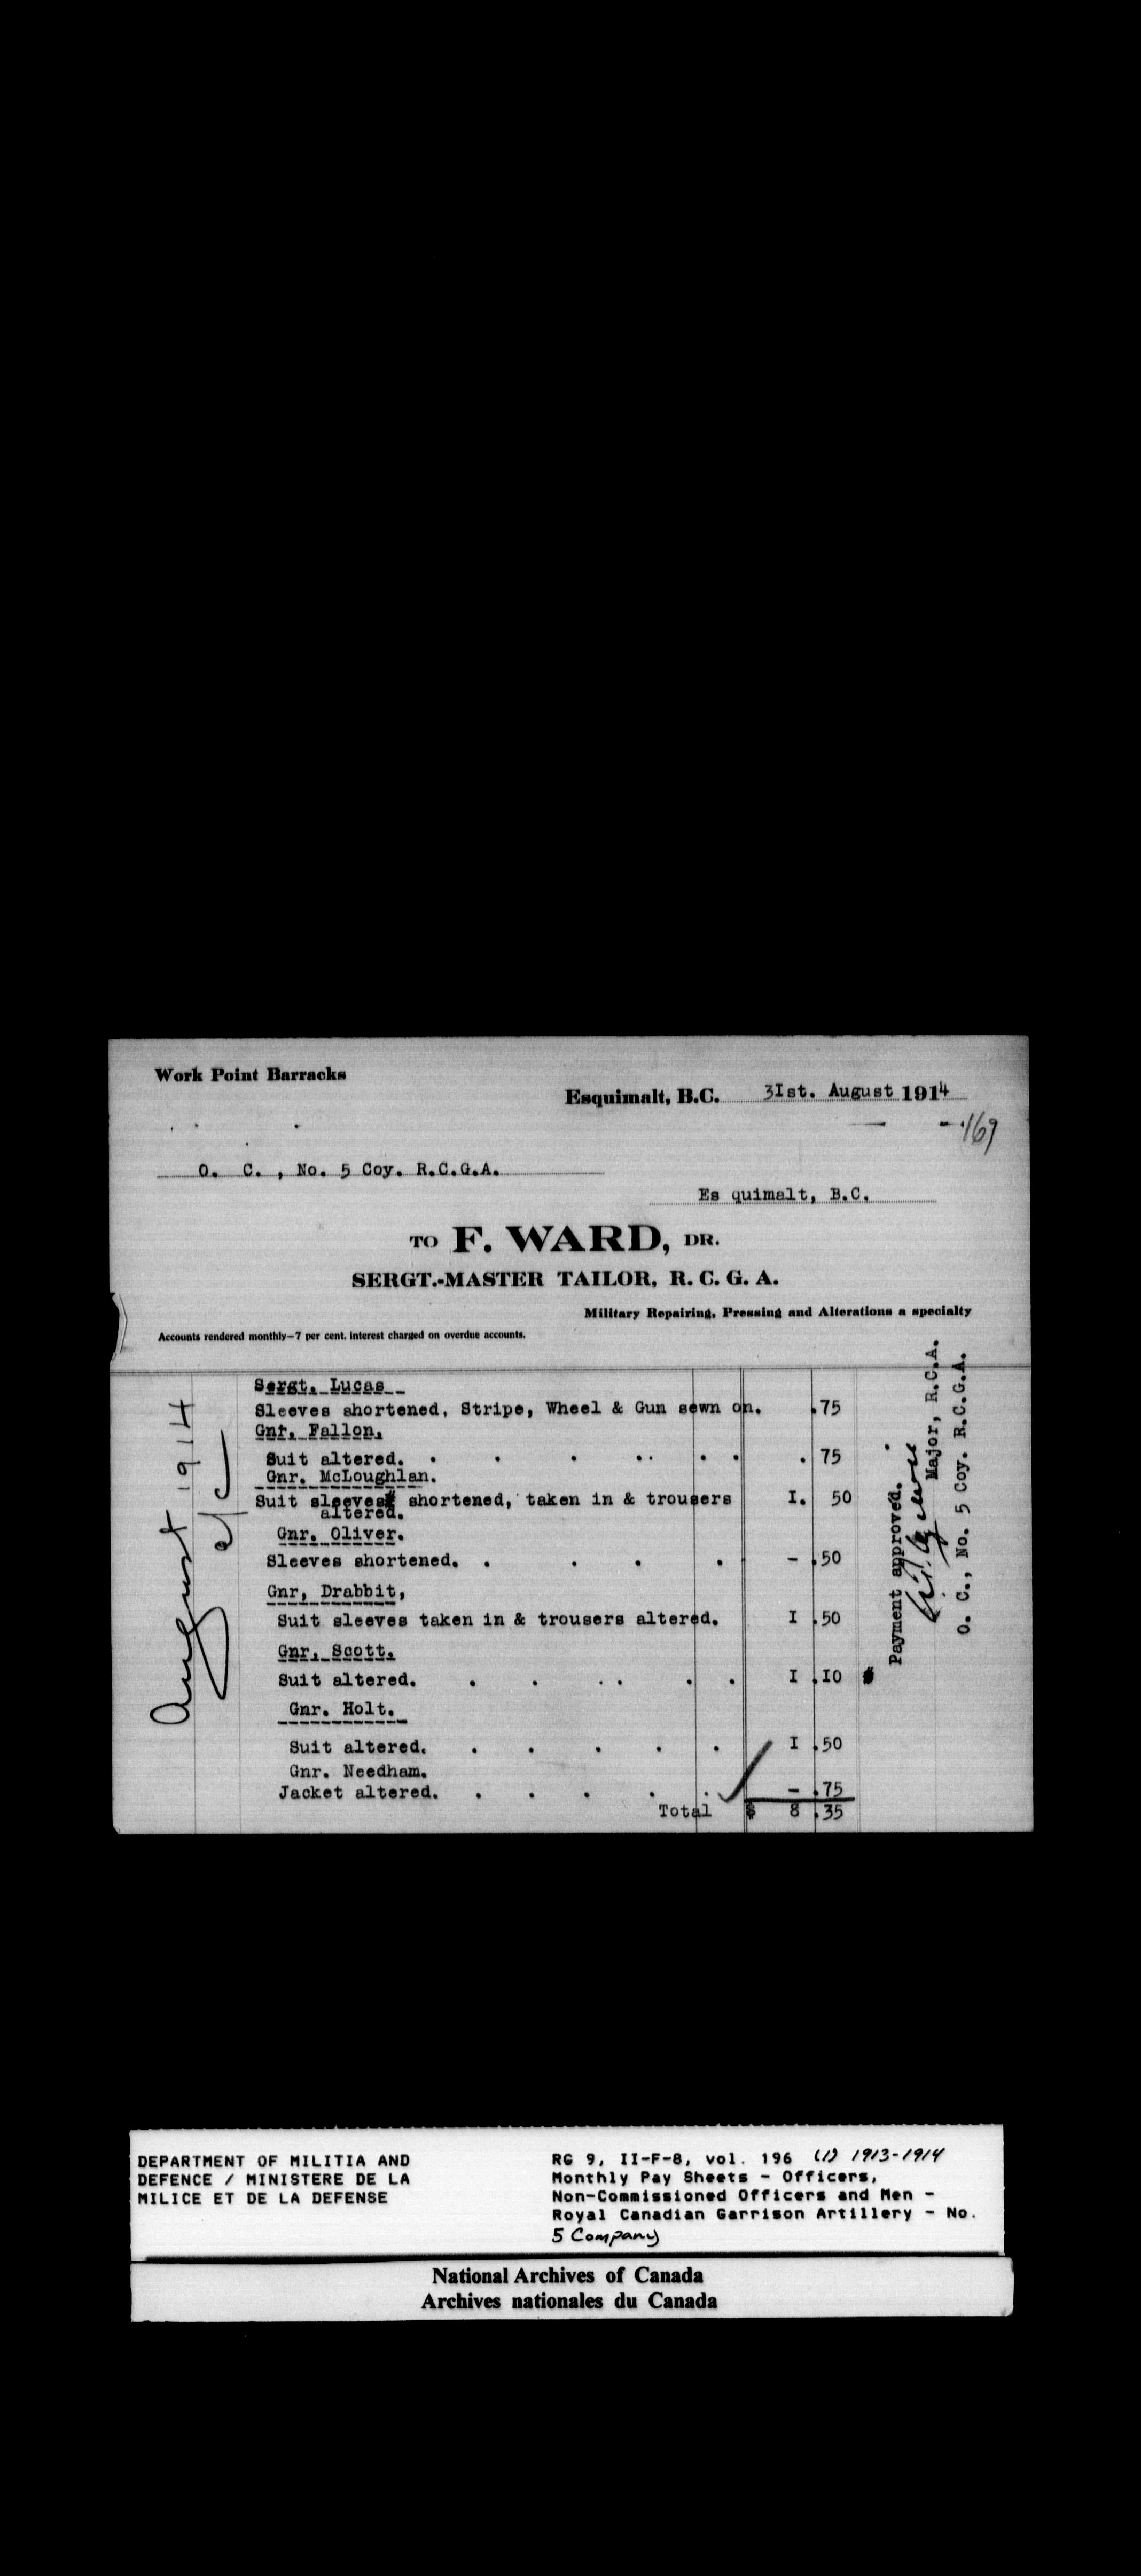 Work Point Barracks
Esquimalt, B.C. 3Ist. August 1914
169
O. C. , No. 5 Coy. R.C.G.A.
Es quimalt, B.C.
TO F. WARD, DR.
SERGT.-MASTER TAILOR, R. C. G. A.
Military Repairing, Pressing and Alterations a specialty
Accounts rendered monthly—7 per cent. interest charged on overdue accounts.
August 1914
a/c
Sergt. Lucas
Sleeves shortened, Stripe, Wheel & Gun sewn on. .75
Gnr. Fallon.
Suit altered. . . . . . . . . 75
Gnr. McLoughlan.
Suit sleeves shortened, taken in & trousers I. 50
altered.
Gnr. Oliver.
Sleeves shortened. . . . . - .50
Gnr, Drabbit,
Suit sleeves taken in & trousers altered. I .50
Gnr. Scott.
Suit altered. . . . . . . I .10
Gnr. Holt.
Suit altered. . . . . . I .50
Gnr. Needham.
Jacket altered. . . . . . - .75
Total $ 8 .35
Payment approved.
Major, R.C.A.
O. C., No. 5 Coy. R.C.G.A.
DEPARTMENT OF MILITIA AND
DEFENCE / MINISTERE DE LA
MILICE ET DE LA DEFENSE
RG 9, II-F-8, vol. 196 (1) 1913-1914
Monthly Pay Sheets - Officers,
Non-Commissioned Officers and Men -
Royal Canadian Garrison Artillery - No.
5 Company
National Archives of Canada
Archives nationales du Canada